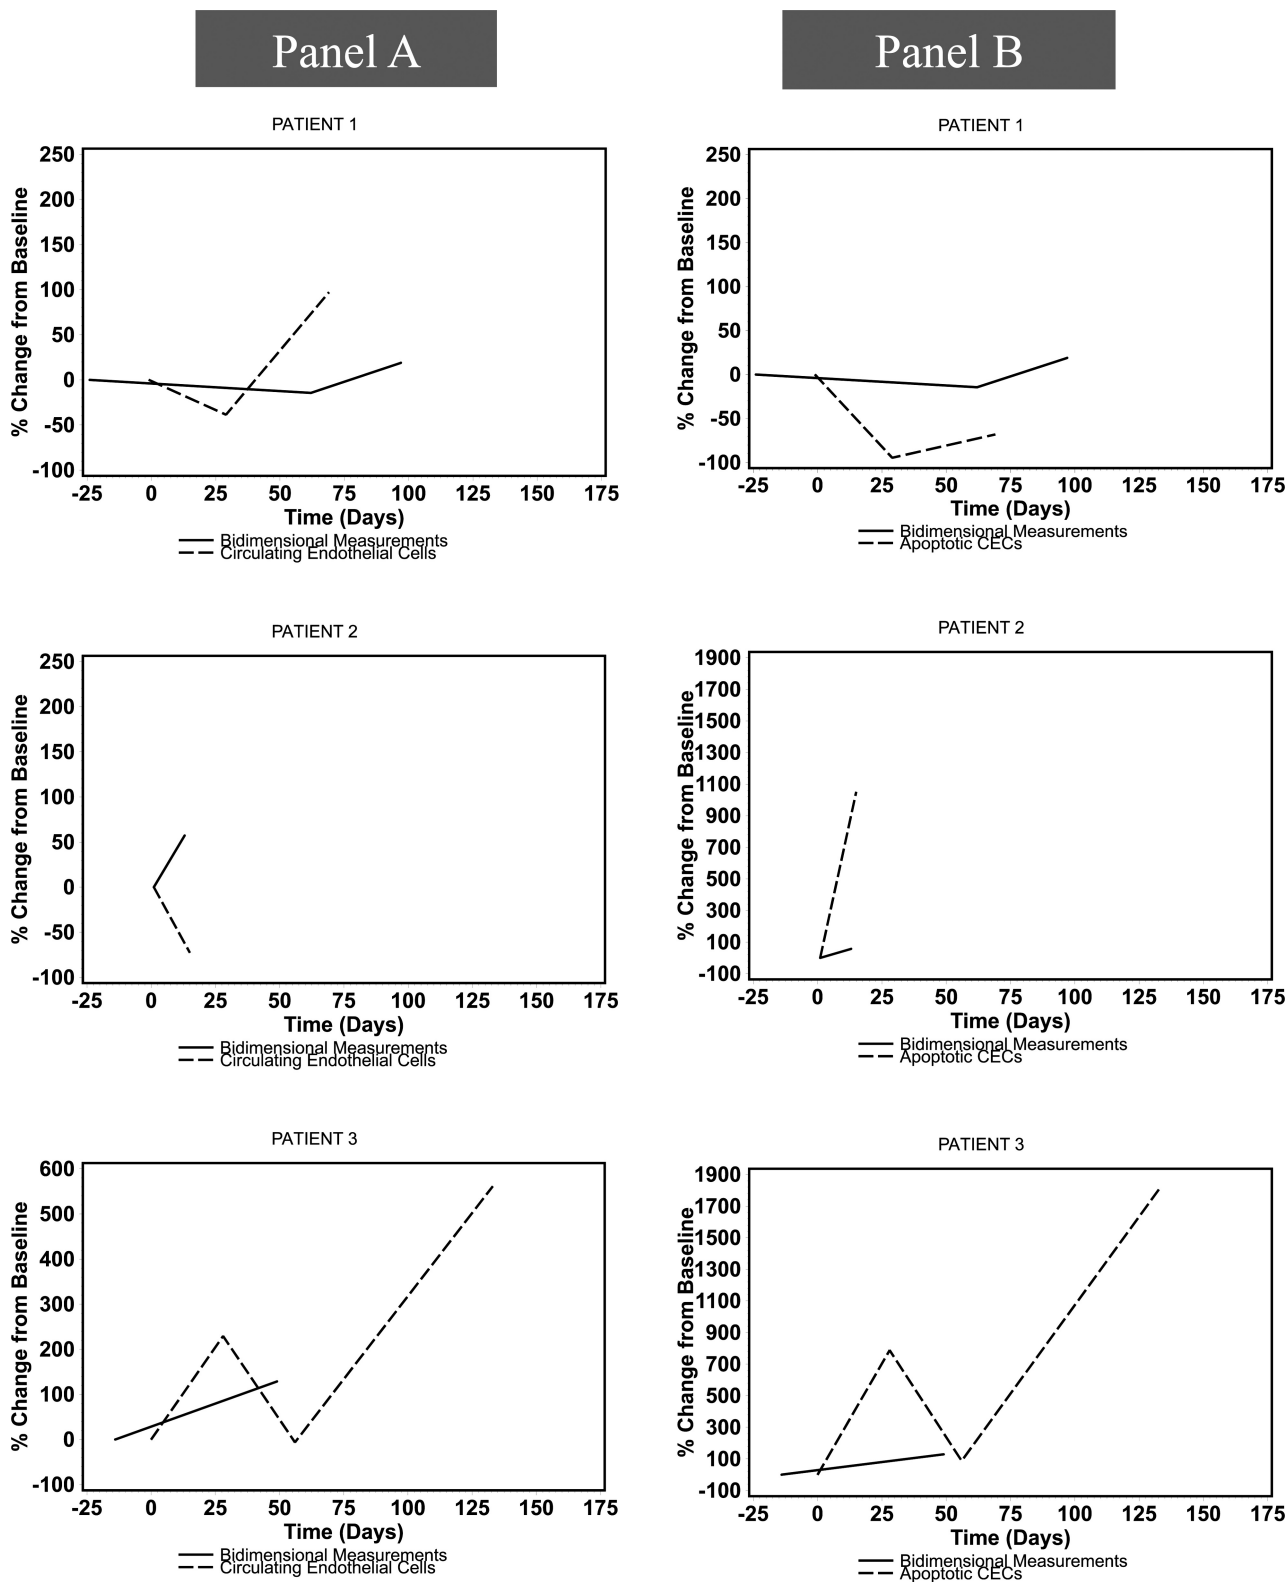 Panel A
Panel B
PATIENT 1
% Change from Baseline
250
200
150
100
50
0
-50
-100
-25 0 25 50 75 100 125 150 175
Time (Days)
Bidimensional Measurements
Circulating Endothelial Cells
PATIENT 1
% Change from Baseline
250
200
150
100
50
0
-50
-100
-25 0 25 50 75 100 125 150 175
Time (Days)
Bidimensional Measurements
Apoptotic CECs
PATIENT 2
% Change from Baseline
250
200
150
100
50
0
-50
-100
-25 0 25 50 75 100 125 150 175
Time (Days)
Bidimensional Measurements
Circulating Endothelial Cells
PATIENT 2
% Change from Baseline
1900
1700
1500
1300
1100
900
700
500
300
100
-100
-25 0 25 50 75 100 125 150 175
Time (Days)
Bidimensional Measurements
Apoptotic CECs
PATIENT 3
% Change from Baseline
600
500
400
300
200
100
0
-100
-25 0 25 50 75 100 125 150 175
Time (Days)
Bidimensional Measurements
Circulating Endothelial Cells
PATIENT 3
% Change from Baseline
1900
1700
1500
1300
1100
900
700
500
300
100
-100
-25 0 25 50 75 100 125 150 175
Time (Days)
Bidimensional Measurements
Apoptotic CECs